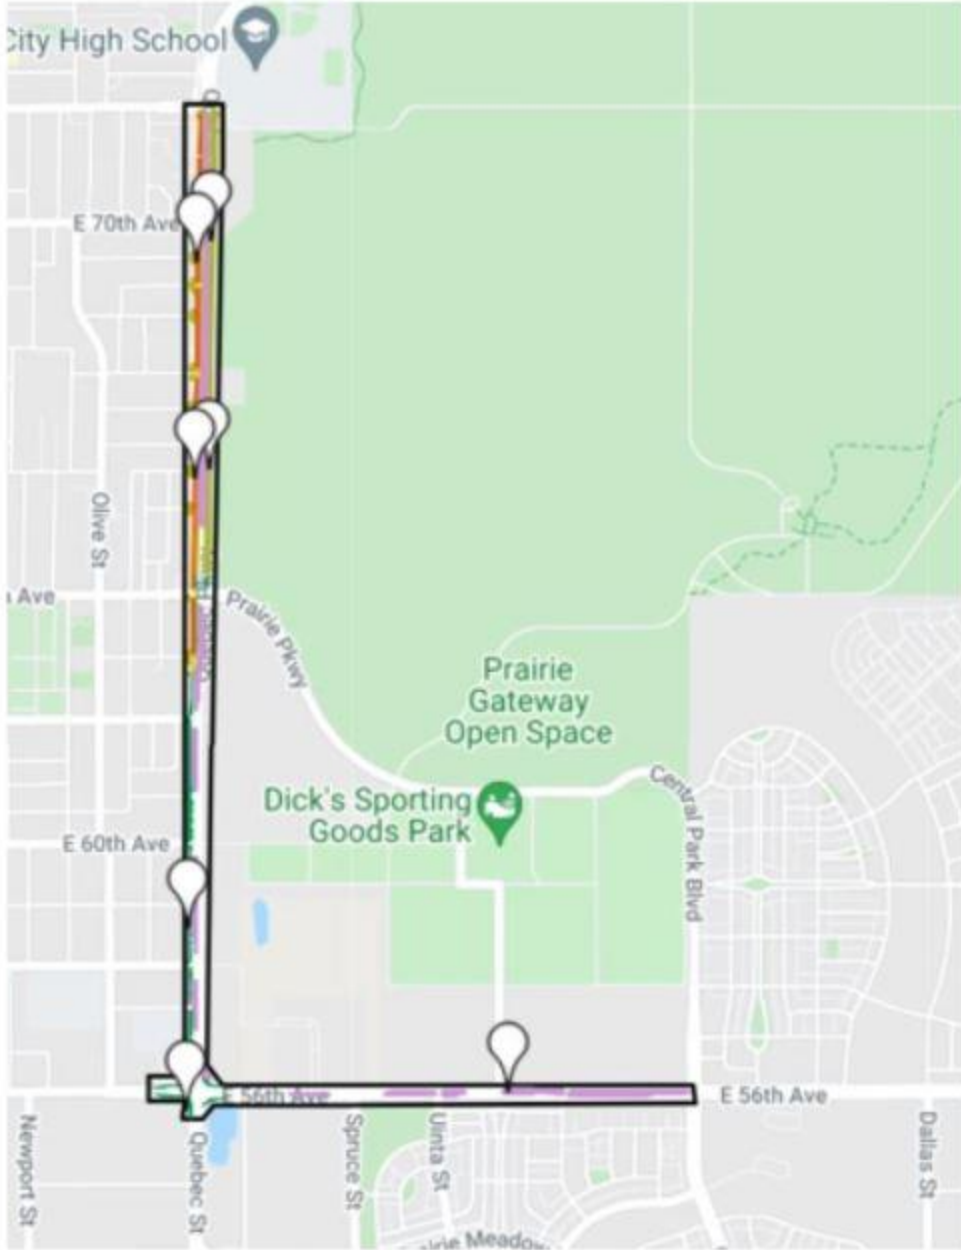 City High School
E 70th Ave
Olive St
Ave
Prairie Pkwy
Prairie
Gateway
Open Space
Central Park Blvd
Dick's Sporting
Goods Park
E 60th Ave
E 56th Ave
E 56th Ave
Newport St
Quebec St
Spruce St
Uinta St
Dallas St